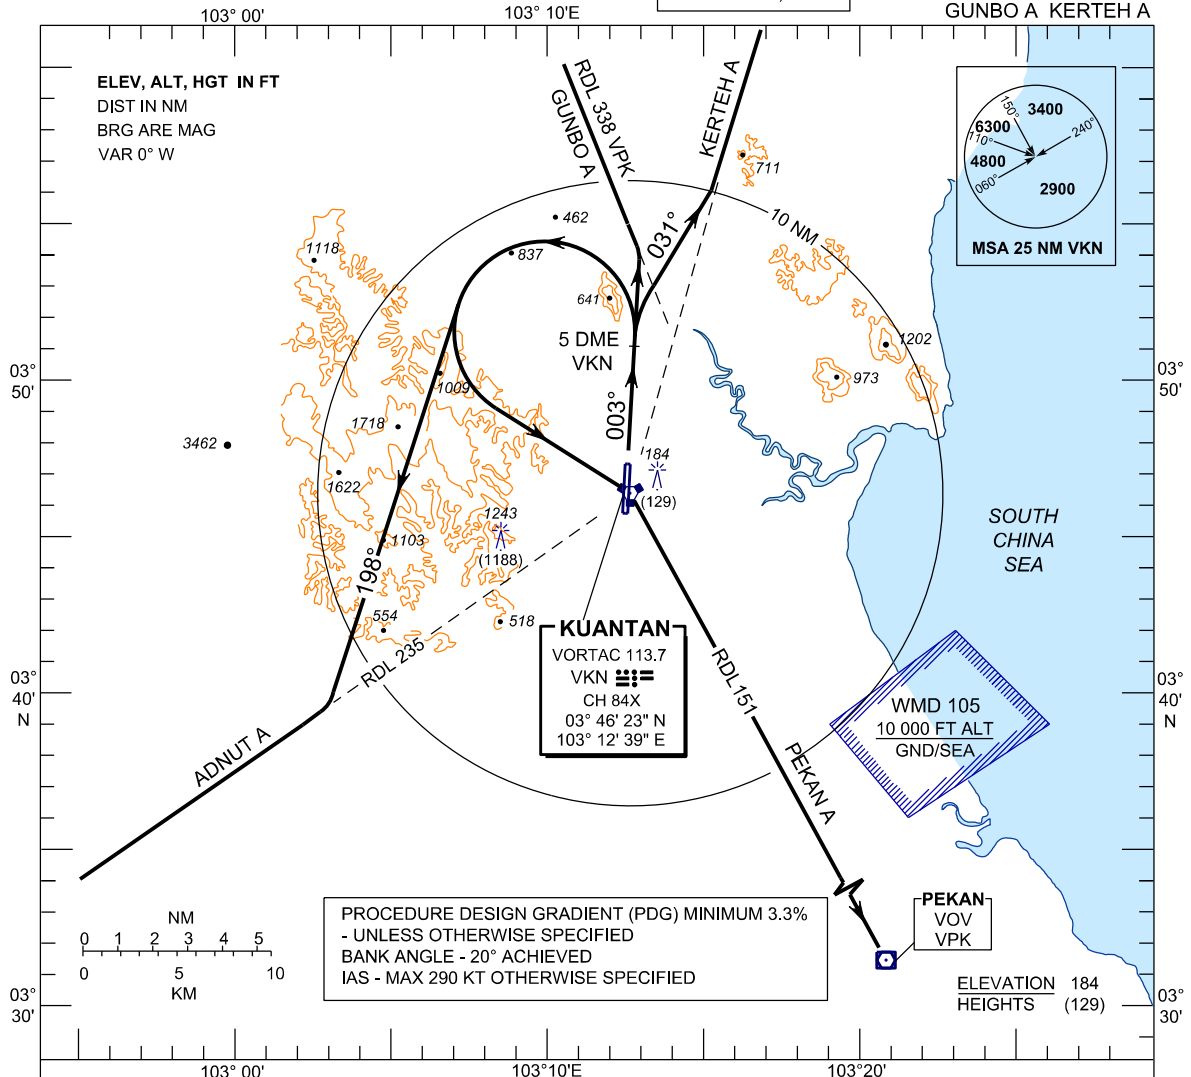 GUNBO A KERTEH A
103° 00'
103° 10'E
ELEV, ALT, HGT IN FT
DIST IN NM
BRG ARE MAG
VAR 0° W
RDL 338 VPK
GUNBO A
KERTEH A
711
150°
3400
6300
110°
240°
4800
060°
2900
MSA 25 NM VKN
10 NM
462
1118
837
031°
641
5 DME
VKN
1202
03°
50'
973
03°
50'
1009
003°
1718
3462
184
(129)
1622
1243
(1188)
1103
198°
SOUTH
CHINA
SEA
554
518
RDL 235
KUANTAN
VORTAC 113.7
VKN
CH 84X
03° 46' 23" N
103° 12' 39" E
RDL151
03°
40'
N
03°
40'
N
WMD 105
10 000 FT ALT
GND/SEA
ADNUT A
PEKAN A
PEKAN
VOV
VPK
NM
0 1 2 3 4 5
0 5 10
KM
PROCEDURE DESIGN GRADIENT (PDG) MINIMUM 3.3%
- UNLESS OTHERWISE SPECIFIED
BANK ANGLE - 20° ACHIEVED
IAS - MAX 290 KT OTHERWISE SPECIFIED
ELEVATION 184
HEIGHTS (129)
03°
30'
03°
30'
103° 00'
103°10'E
103°20'